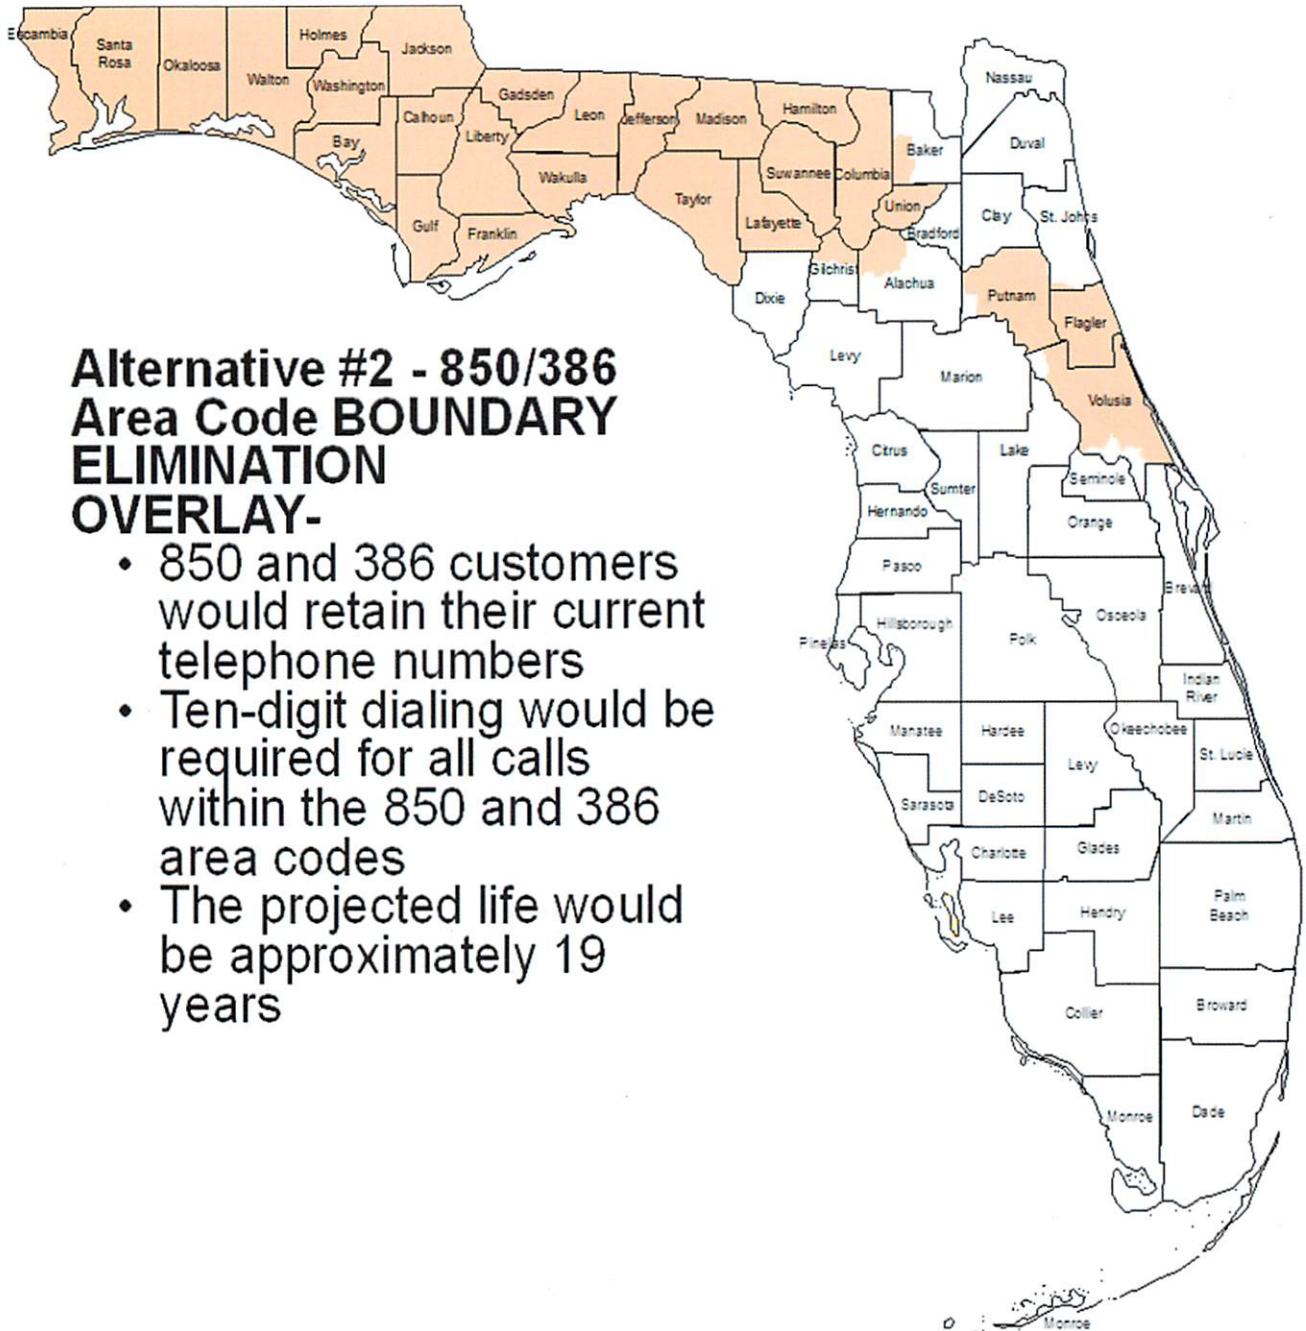 Escambia
Santa
Rosa
Okaloosa
Walton
Holmes
Washington
Jackson
Bay
Calhoun
Gulf
Liberty
Gadsden
Franklin
Leon
Wakulla
Jefferson
Madison
Taylor
Hamilton
Suwannee
Lafayette
Columbia
Baker
Union
Bradford
Nassau
Duval
Clay
St. Johns
Gilchrist
Alachua
Dixie
Putnam
Flagler
Levy
Marion
Volusia
Alternative #2 - 850/386
Area Code BOUNDARY
ELIMINATION
OVERLAY-
• 850 and 386 customers
would retain their current
telephone numbers
• Ten-digit dialing would be
required for all calls
within the 850 and 386
area codes
• The projected life would
be approximately 19
years
Citrus
Lake
Sumter
Seminole
Hernando
Orange
Pasco
Brevard
Hillsborough
Pinellas
Polk
Osceola
Indian
River
Manatee
Hardee
Okeechobee
St. Lucie
Levy
Sarasota
DeSoto
Martin
Charlotte
Glades
Lee
Hendry
Palm
Beach
Collier
Broward
Monroe
Dade
Monroe